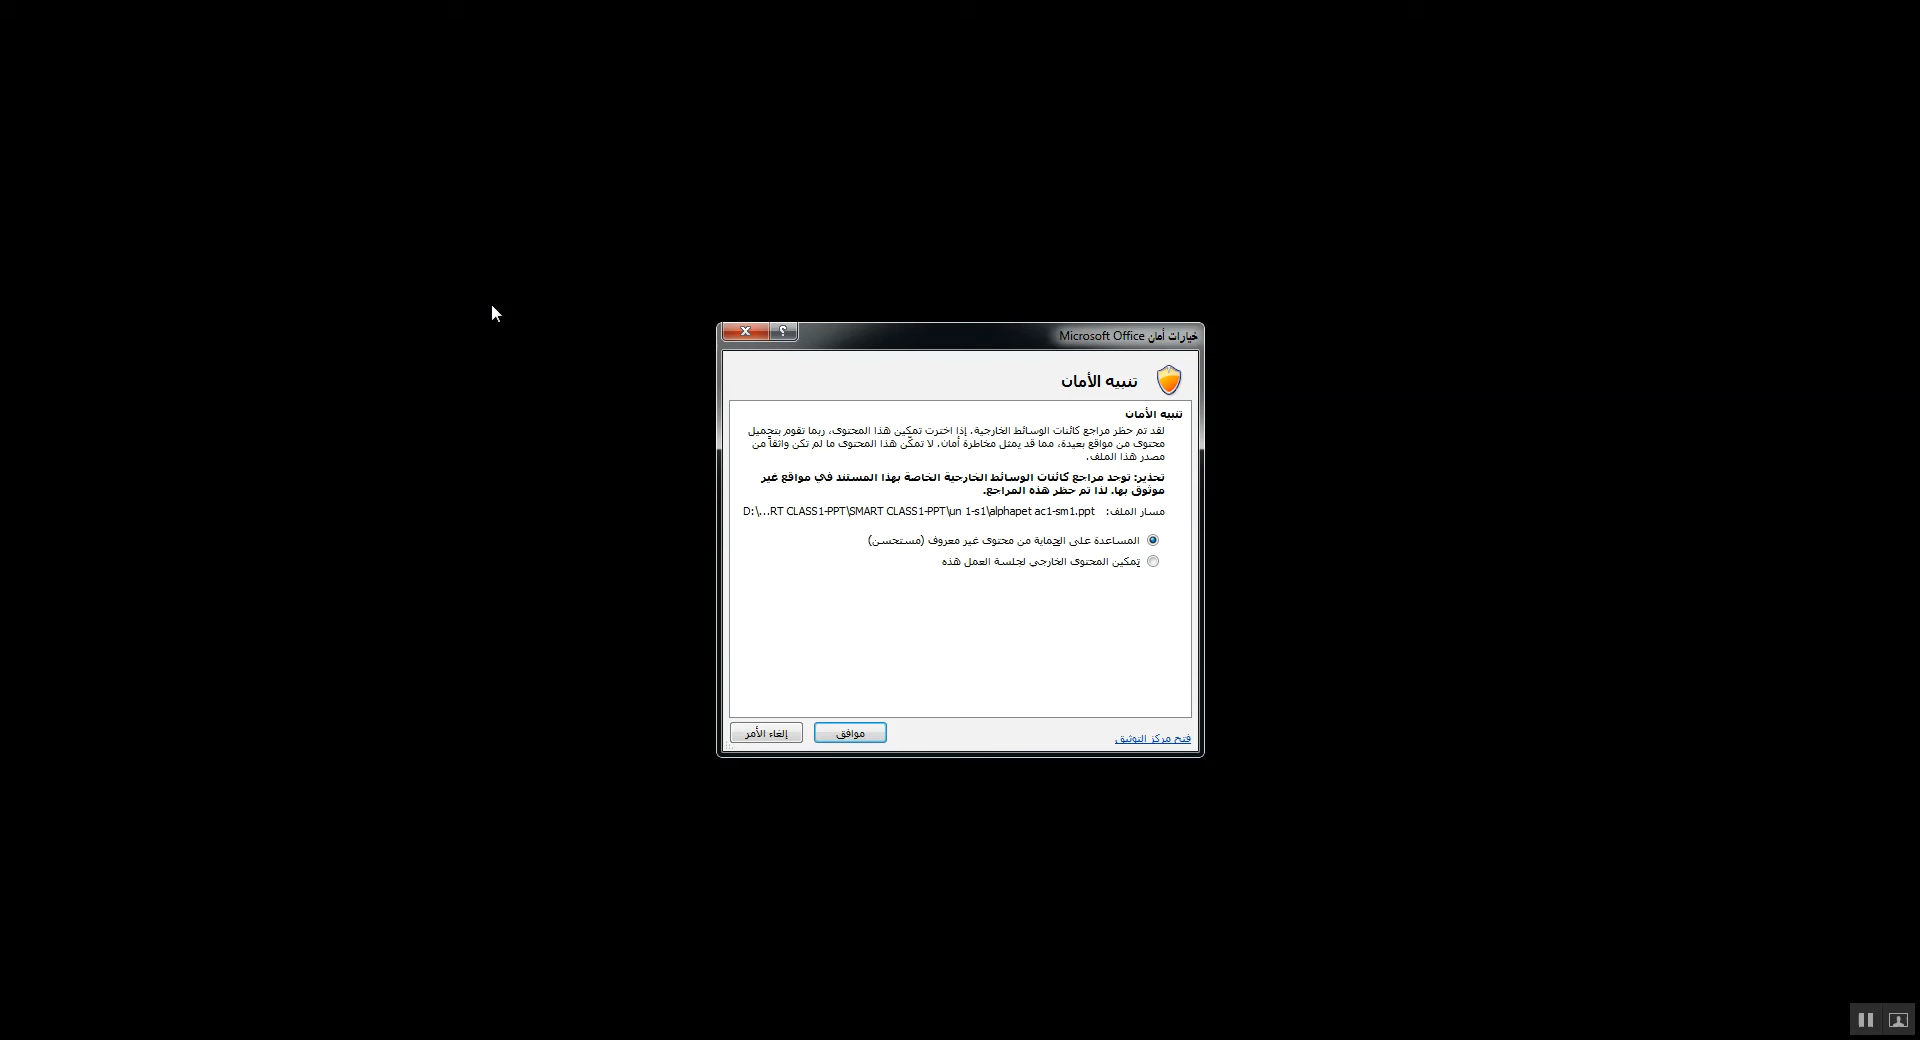 خيارات أمان Microsoft Office
تنبيه الأمان
تنبيه الأمان
لقد تم حظر مراجع كائنات الوسائط الخارجية. إذا اخترت تمكين هذا المحتوى، ربما تقوم بتحميل
محتوى من مواقع بعيدة، مما قد يمثل مخاطرة أمان. لا تمكّن هذا المحتوى ما لم تكن واثقاً من
مصدر هذا الملف.
تحذير: توجد مراجع كائنات الوسائط الخارجية الخاصة بهذا المستند في مواقع غير
موثوق بها. لذا تم حظر هذه المراجع.
مسار الملف: D:\...RT CLASS1-PPT\SMART CLASS1-PPT\un 1-s1\alphapet ac1-sm1.ppt
المساعدة على الحماية من محتوى غير معروف (مستحسن)
تمكين المحتوى الخارجي لجلسة العمل هذه
فتح مركز التوثيق
موافق
إلغاء الأمر